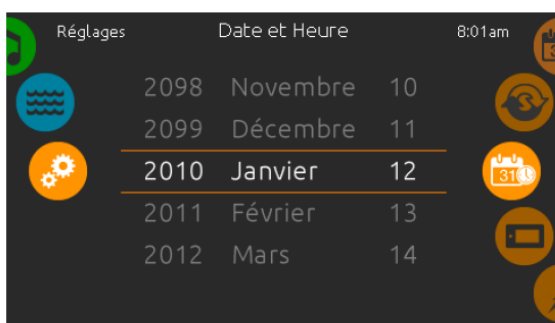 Réglages Date et Heure 8:01am
2098 Novembre 10
2099 Décembre 11
2010 Janvier 12
31
2011 Février 13
2012 Mars 14